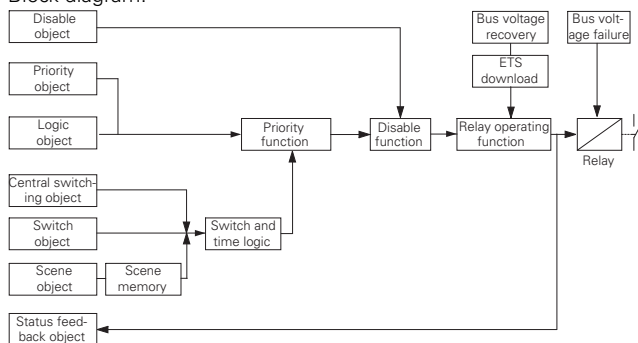 Block diagram:
Disable
object
Bus voltage
recovery
Bus volt-
age failure
Priority
object
ETS
download
Logic
object
Priority
function
Disable
function
Relay operating
function
Relay
Central switch-
ing object
Switch
object
Switch and
time logic
Scene
object
Scene
memory
Status feed-
back object